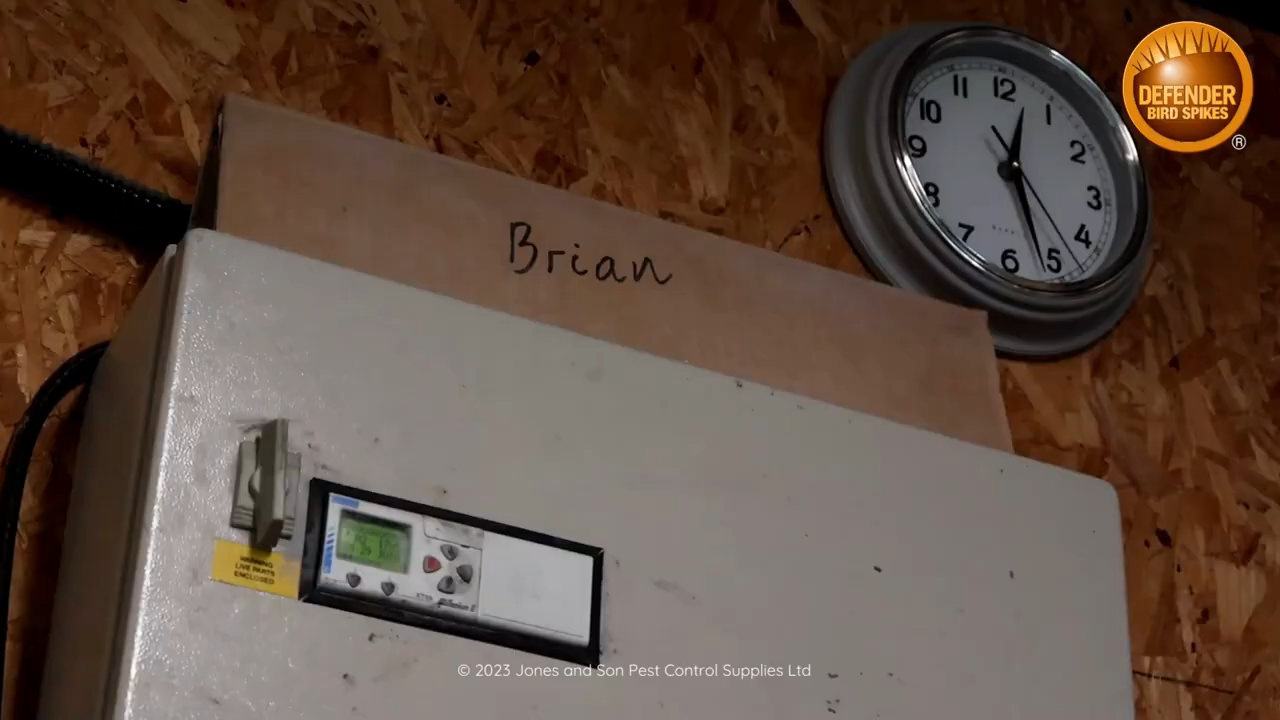 DEFENDER
BIRD SPIKES
®
Brian
12
1
2
3
4
5
6
7
8
9
10
11
WARNING
LIVE PARTS
ENCLOSED
© 2023 Jones and Son Pest Control Supplies Ltd